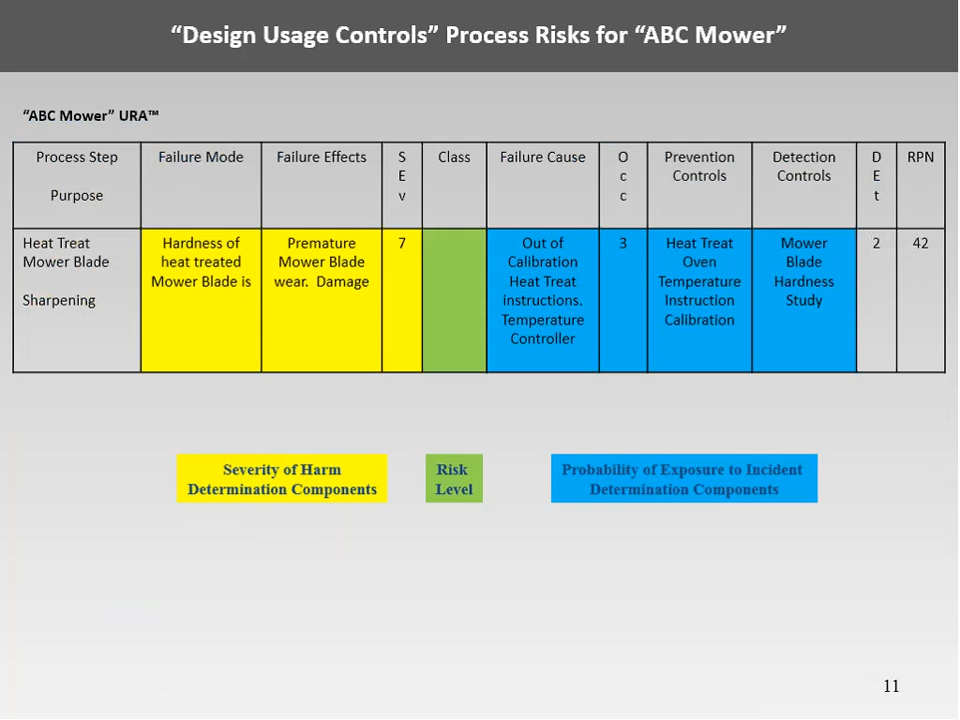 “Design Usage Controls” Process Risks for “ABC Mower”
“ABC Mower” URA™
Process Step
Purpose
Failure Mode
Failure Effects
S
E
v
Class
Failure Cause
O
c
c
Prevention
Controls
Detection
Controls
D
E
t
RPN
Heat Treat
Mower Blade
Sharpening
Hardness of
heat treated
Mower Blade is
Premature
Mower Blade
wear. Damage
7
Out of
Calibration
Heat Treat
instructions.
Temperature
Controller
3
Heat Treat
Oven
Temperature
Instruction
Calibration
Mower
Blade
Hardness
Study
2
42
Severity of Harm
Determination Components
Risk
Level
Probability of Exposure to Incident
Determination Components
11